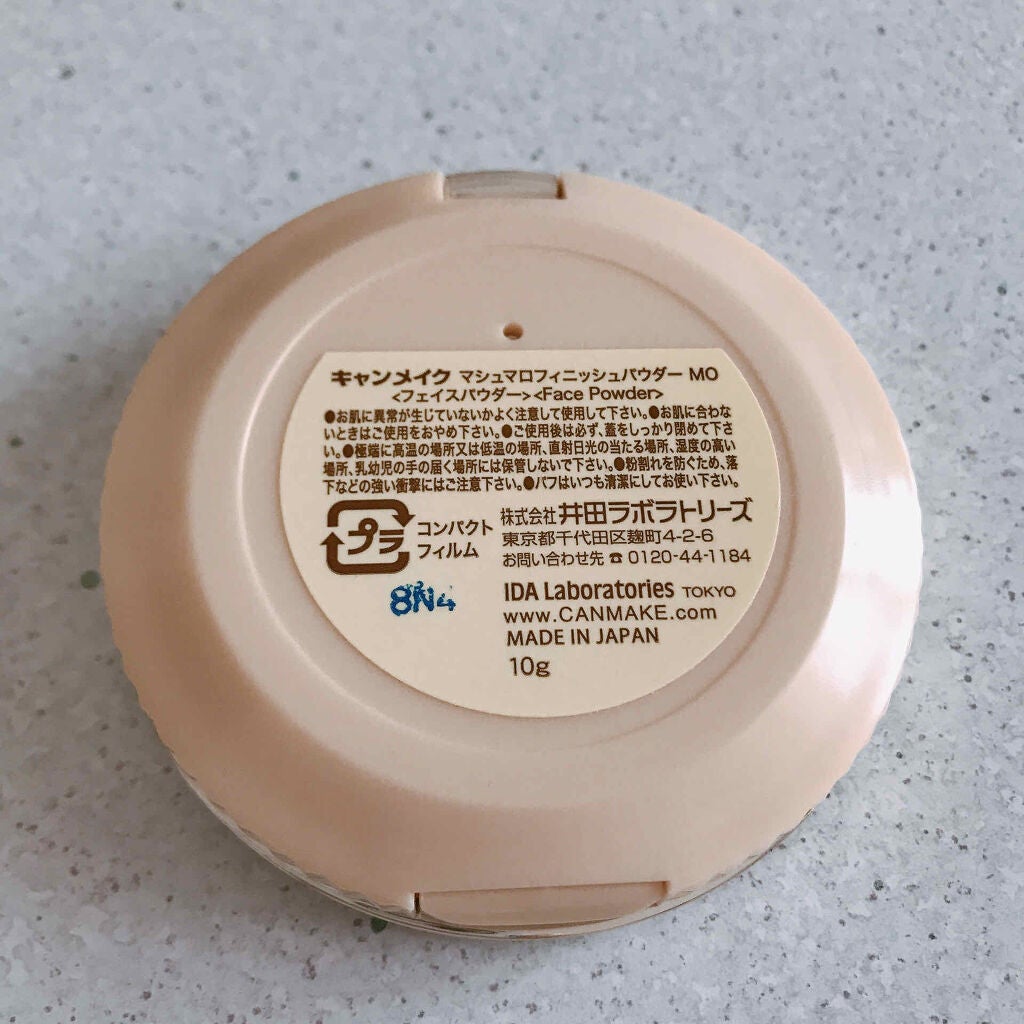 キャンメイク マシュマロフィニッシュパウダー MO
<フェイスパウダー><Face Powder>
●お肌に異常が生じていないかよく注意して使用して下さい。●お肌に合わな
いときはご使用をおやめ下さい。●ご使用後は必ず、蓋をしっかり閉めて下さ
い。●極端に高温の場所又は低温の場所、直射日光の当たる場所、湿度の高い
場所、乳幼児の手の届く場所には保管しないで下さい。●粉割れを防ぐため、落
下などの強い衝撃にはご注意下さい。●パフはいつも清潔にしてお使い下さい。
プラ
コンパクト
フィルム
株式会社 井田ラボラトリーズ
東京都千代田区麹町4-2-6
お問い合わせ先 ☎ 0120-44-1184
8N4
IDA Laboratories TOKYO
www.CANMAKE.com
MADE IN JAPAN
10g